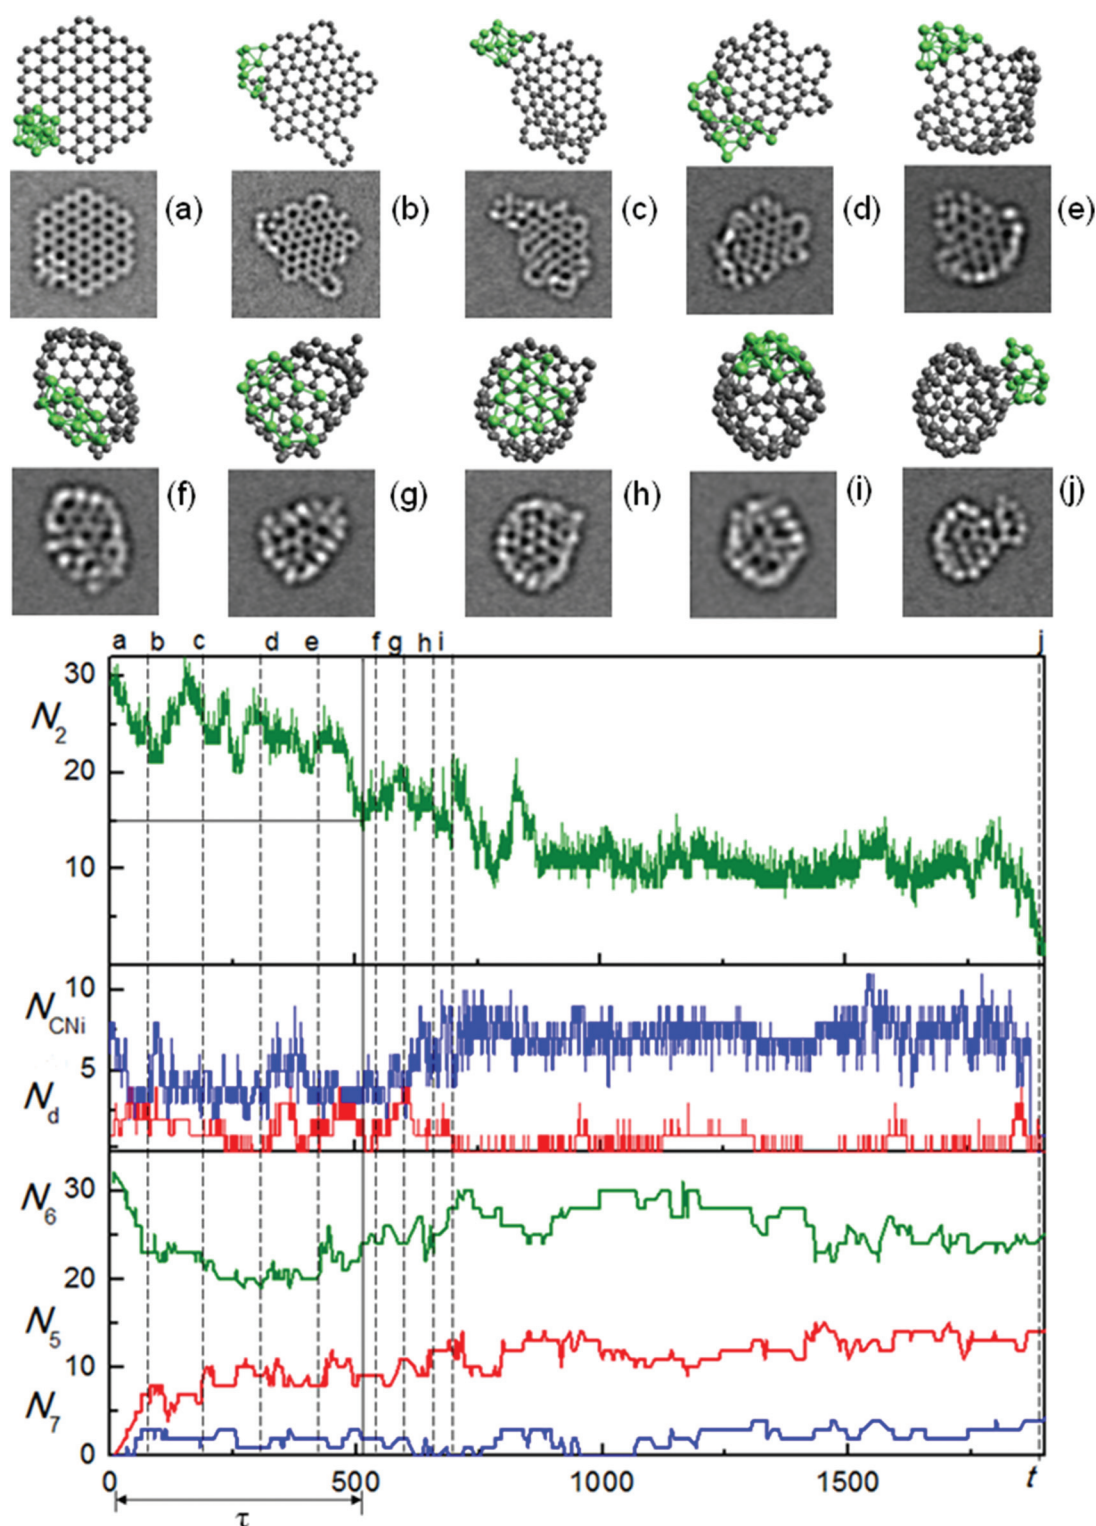 (a) (b) (c) (d) (e)
(f) (g) (h) (i) (j)
a b c d e f g h i j
30
N2
20
10
10
NCNi
5
Nd
30
N6
20
N5
10
N7
0
0 500 1000 1500 t
τ